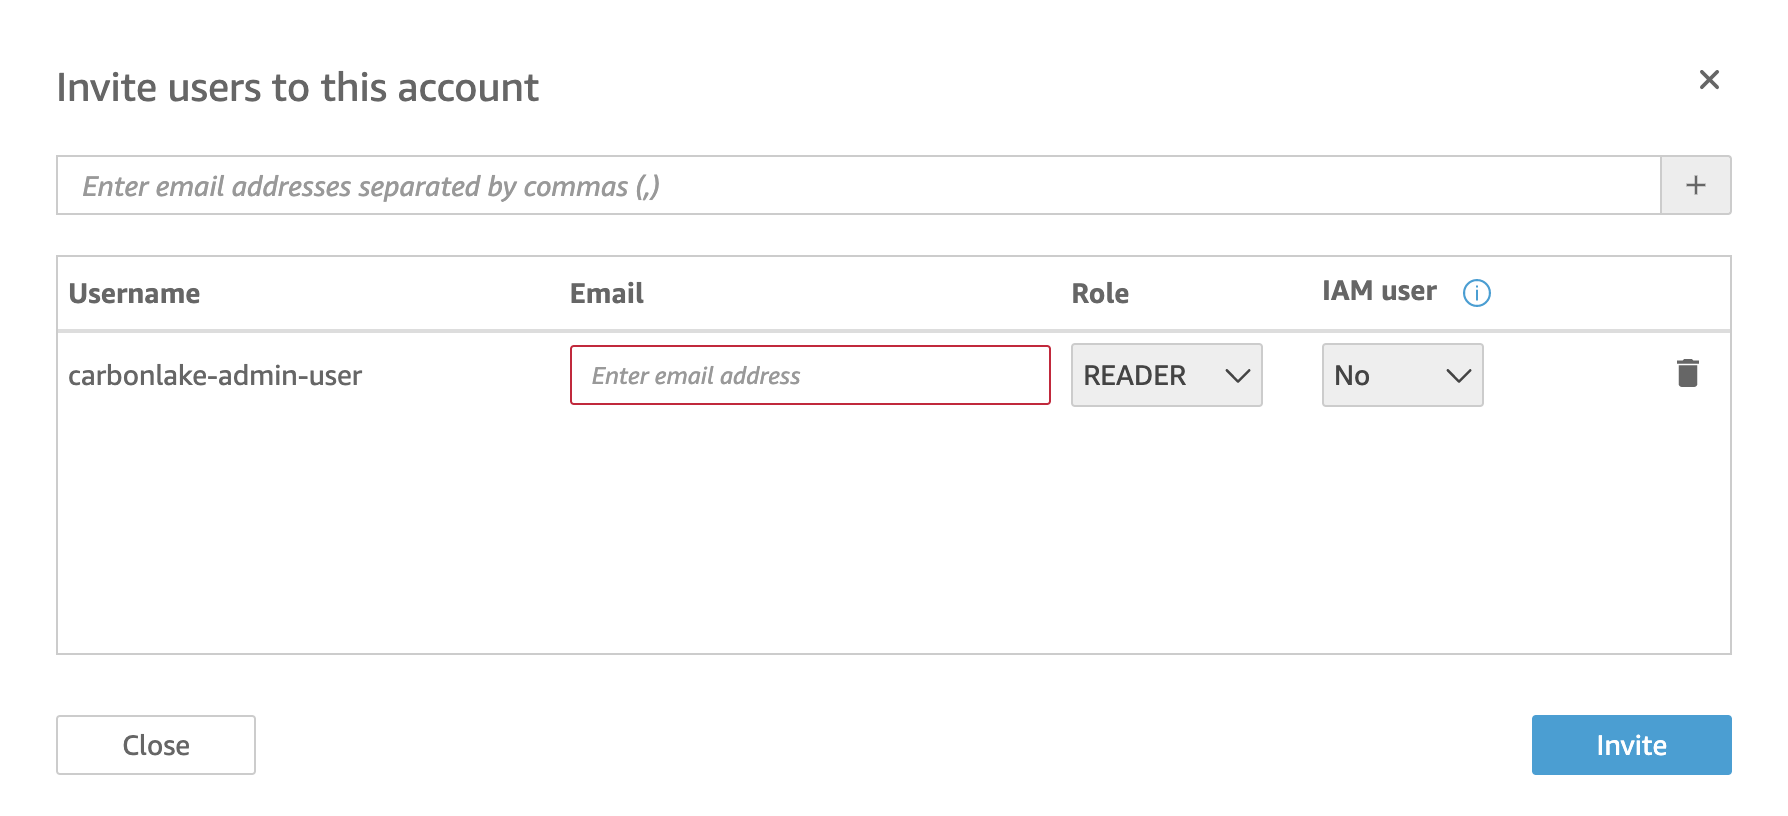 Invite users to this account
Enter email addresses separated by commas (,)
Username Email Role IAM user
carbonlake-admin-user Enter email address READER No
Close Invite